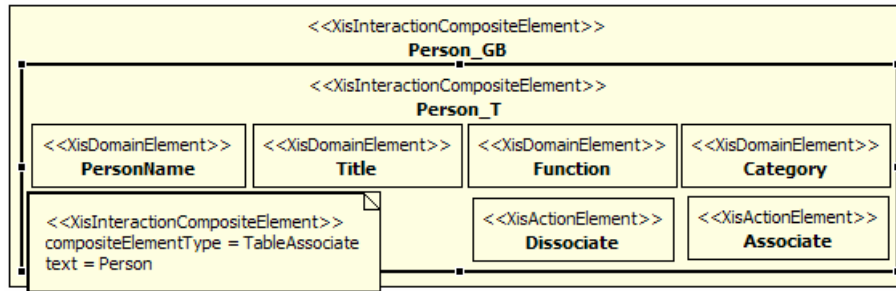 <<XisInteractionCompositeElement>>
Person_GB
<<XisInteractionCompositeElement>>
Person_T
<<XisDomainElement>> <<XisDomainElement>> <<XisDomainElement>> <<XisDomainElement>>
PersonName Title Function Category
<<XisInteractionCompositeElement>>
compositeElementType = TableAssociate
text = Person
<<XisActionElement>> <<XisActionElement>>
Dissociate Associate